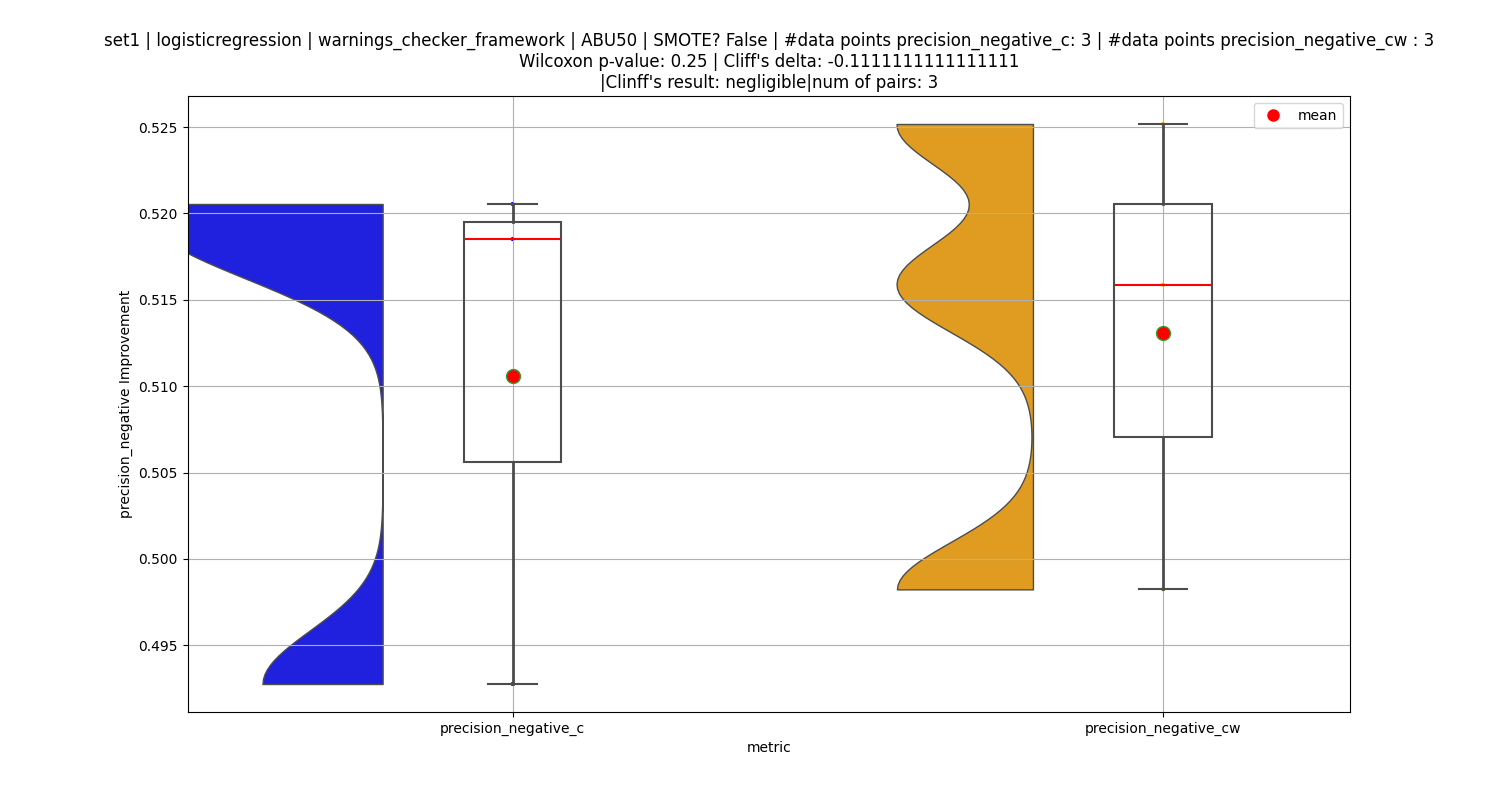 set1 | logisticregression | warnings_checker_framework | ABU50 | SMOTE? False | #data points precision_negative_c: 3 | #data points precision_negative_cw : 3
Wilcoxon p-value: 0.25 | Cliff's delta: -0.1111111111111111
|Clinff's result: negligible|num of pairs: 3
mean
0.525
0.520
0.515
0.510
0.505
0.500
0.495
precision_negative Improvement
precision_negative_c
precision_negative_cw
metric